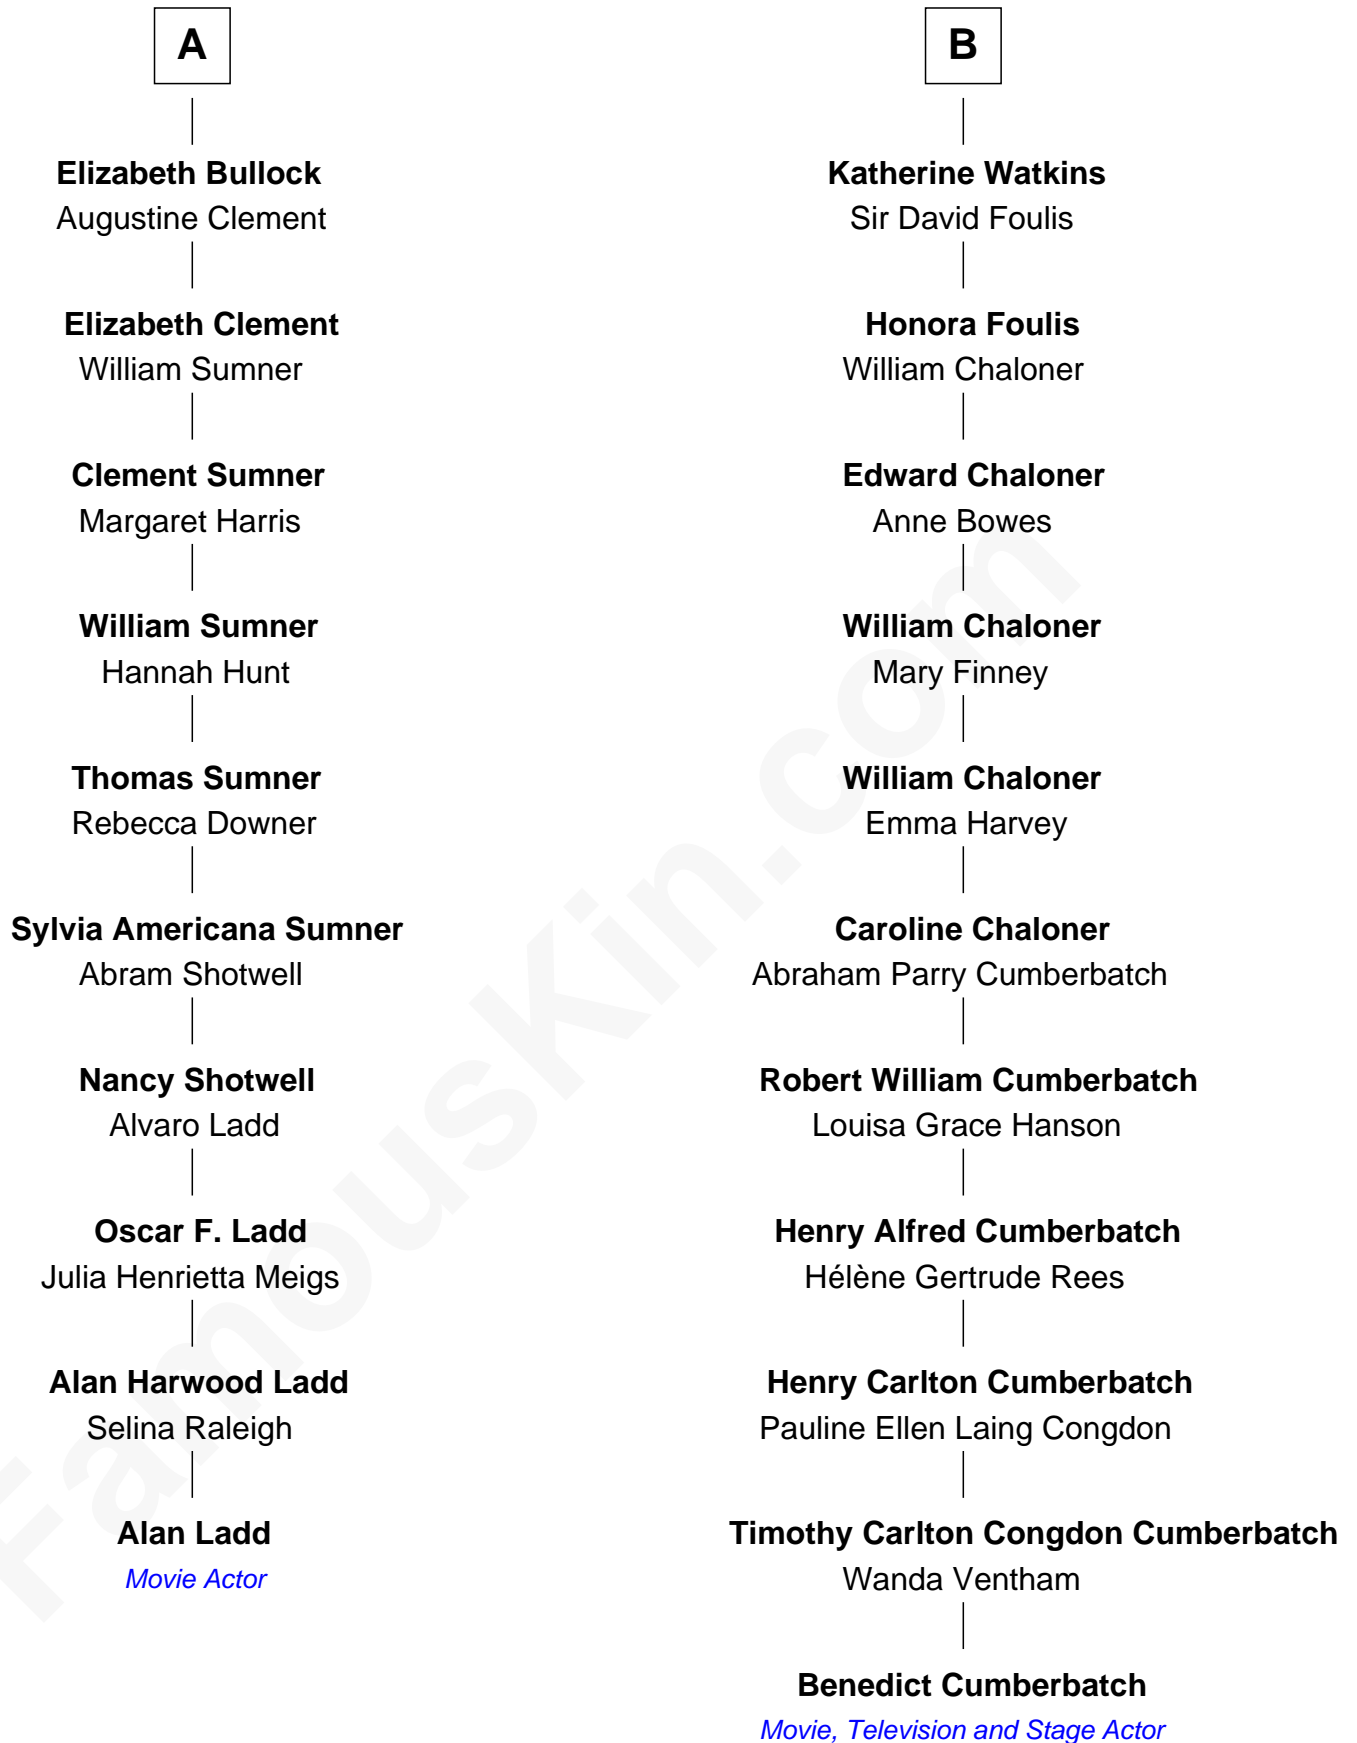 A
Elizabeth Bullock
Augustine Clement
Elizabeth Clement
William Sumner
Clement Sumner
Margaret Harris
William Sumner
Hannah Hunt
Thomas Sumner
Rebecca Downer
Sylvia Americana Sumner
Abram Shotwell
Nancy Shotwell
Alvaro Ladd
Oscar F. Ladd
Julia Henrietta Meigs
Alan Harwood Ladd
Selina Raleigh
Alan Ladd
Movie Actor
B
Katherine Watkins
Sir David Foulis
Honora Foulis
William Chaloner
Edward Chaloner
Anne Bowes
William Chaloner
Mary Finney
William Chaloner
Emma Harvey
Caroline Chaloner
Abraham Parry Cumberbatch
Robert William Cumberbatch
Louisa Grace Hanson
Henry Alfred Cumberbatch
Hélène Gertrude Rees
Henry Carlton Cumberbatch
Pauline Ellen Laing Congdon
Timothy Carlton Congdon Cumberbatch
Wanda Ventham
Benedict Cumberbatch
Movie, Television and Stage Actor
FamousKin.com